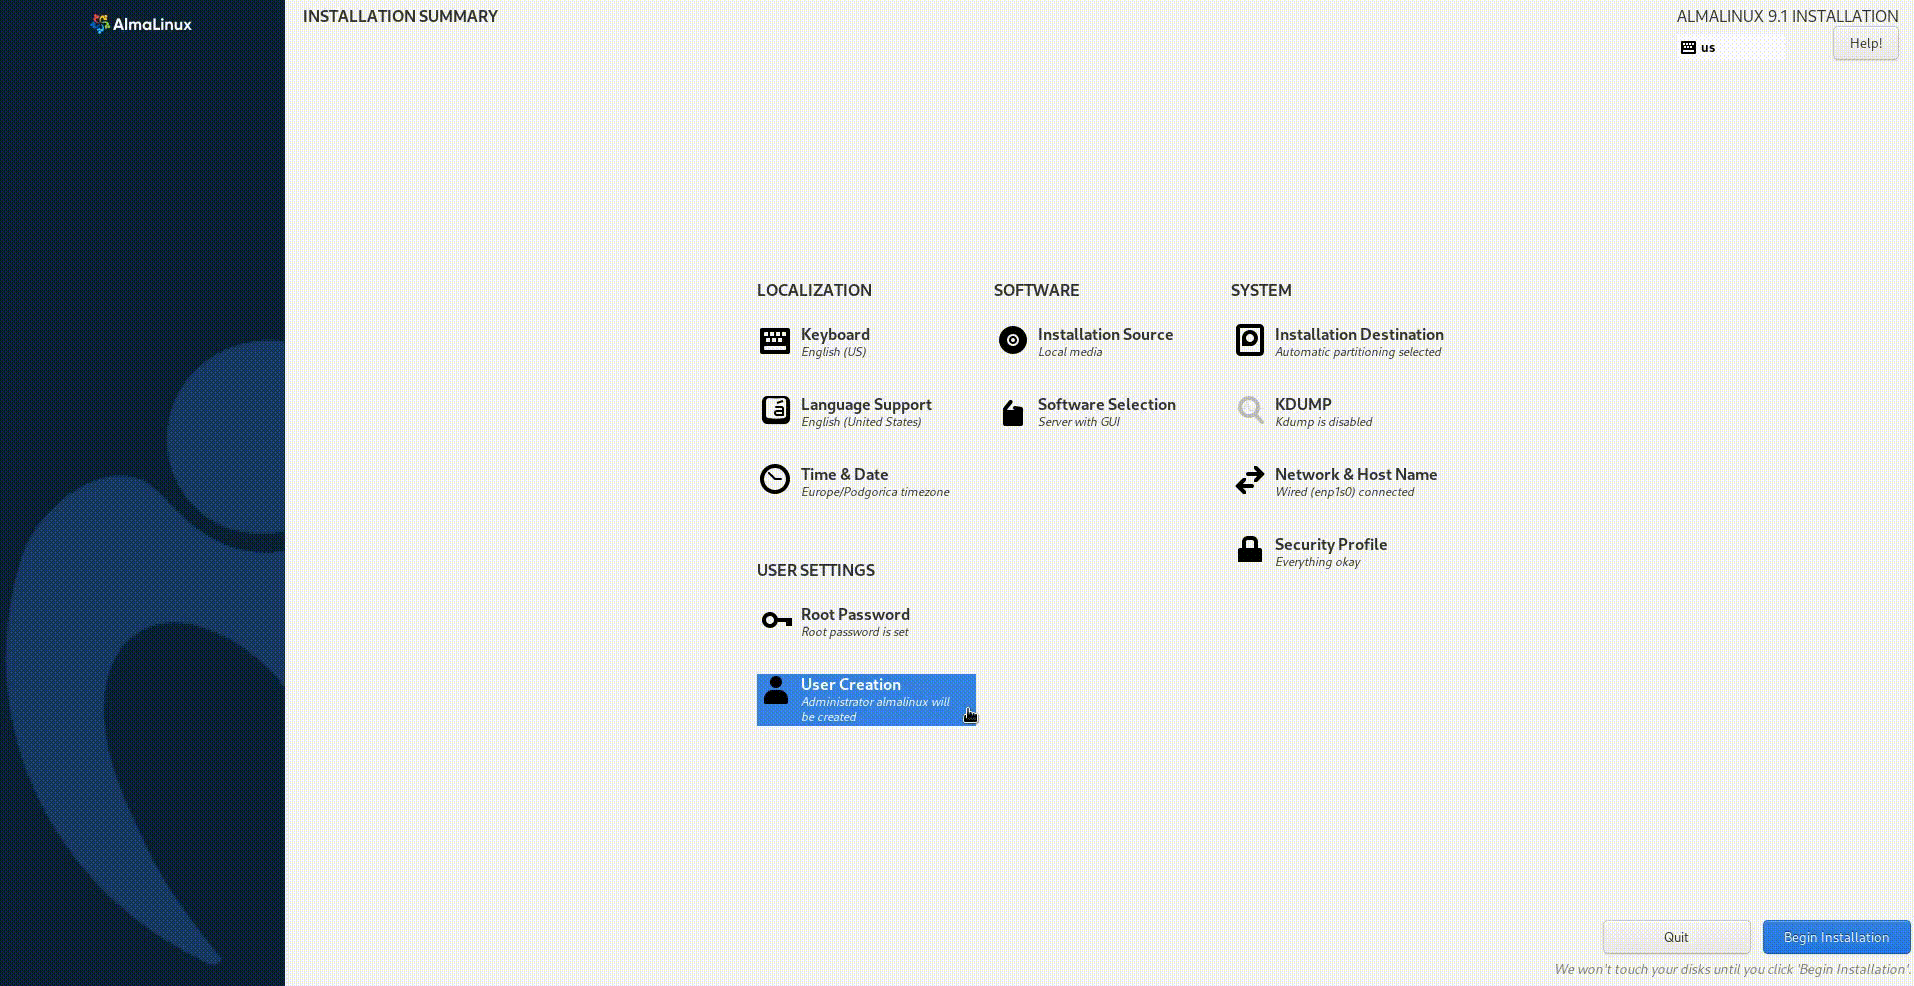 AlmaLinux
INSTALLATION SUMMARY
ALMALINUX 9.1 INSTALLATION
us
Help!
LOCALIZATION
Keyboard
English (US)
Language Support
English (United States)
Time & Date
Europe/Podgorica timezone
SOFTWARE
Installation Source
Local media
Software Selection
Server with GUI
SYSTEM
Installation Destination
Automatic partitioning selected
KDUMP
Kdump is disabled
Network & Host Name
Wired (enp1s0) connected
Security Profile
Everything okay
USER SETTINGS
Root Password
Root password is set
User Creation
Administrator almalinux will
be created
Quit
Begin Installation
We won't touch your disks until you click 'Begin Installation'.